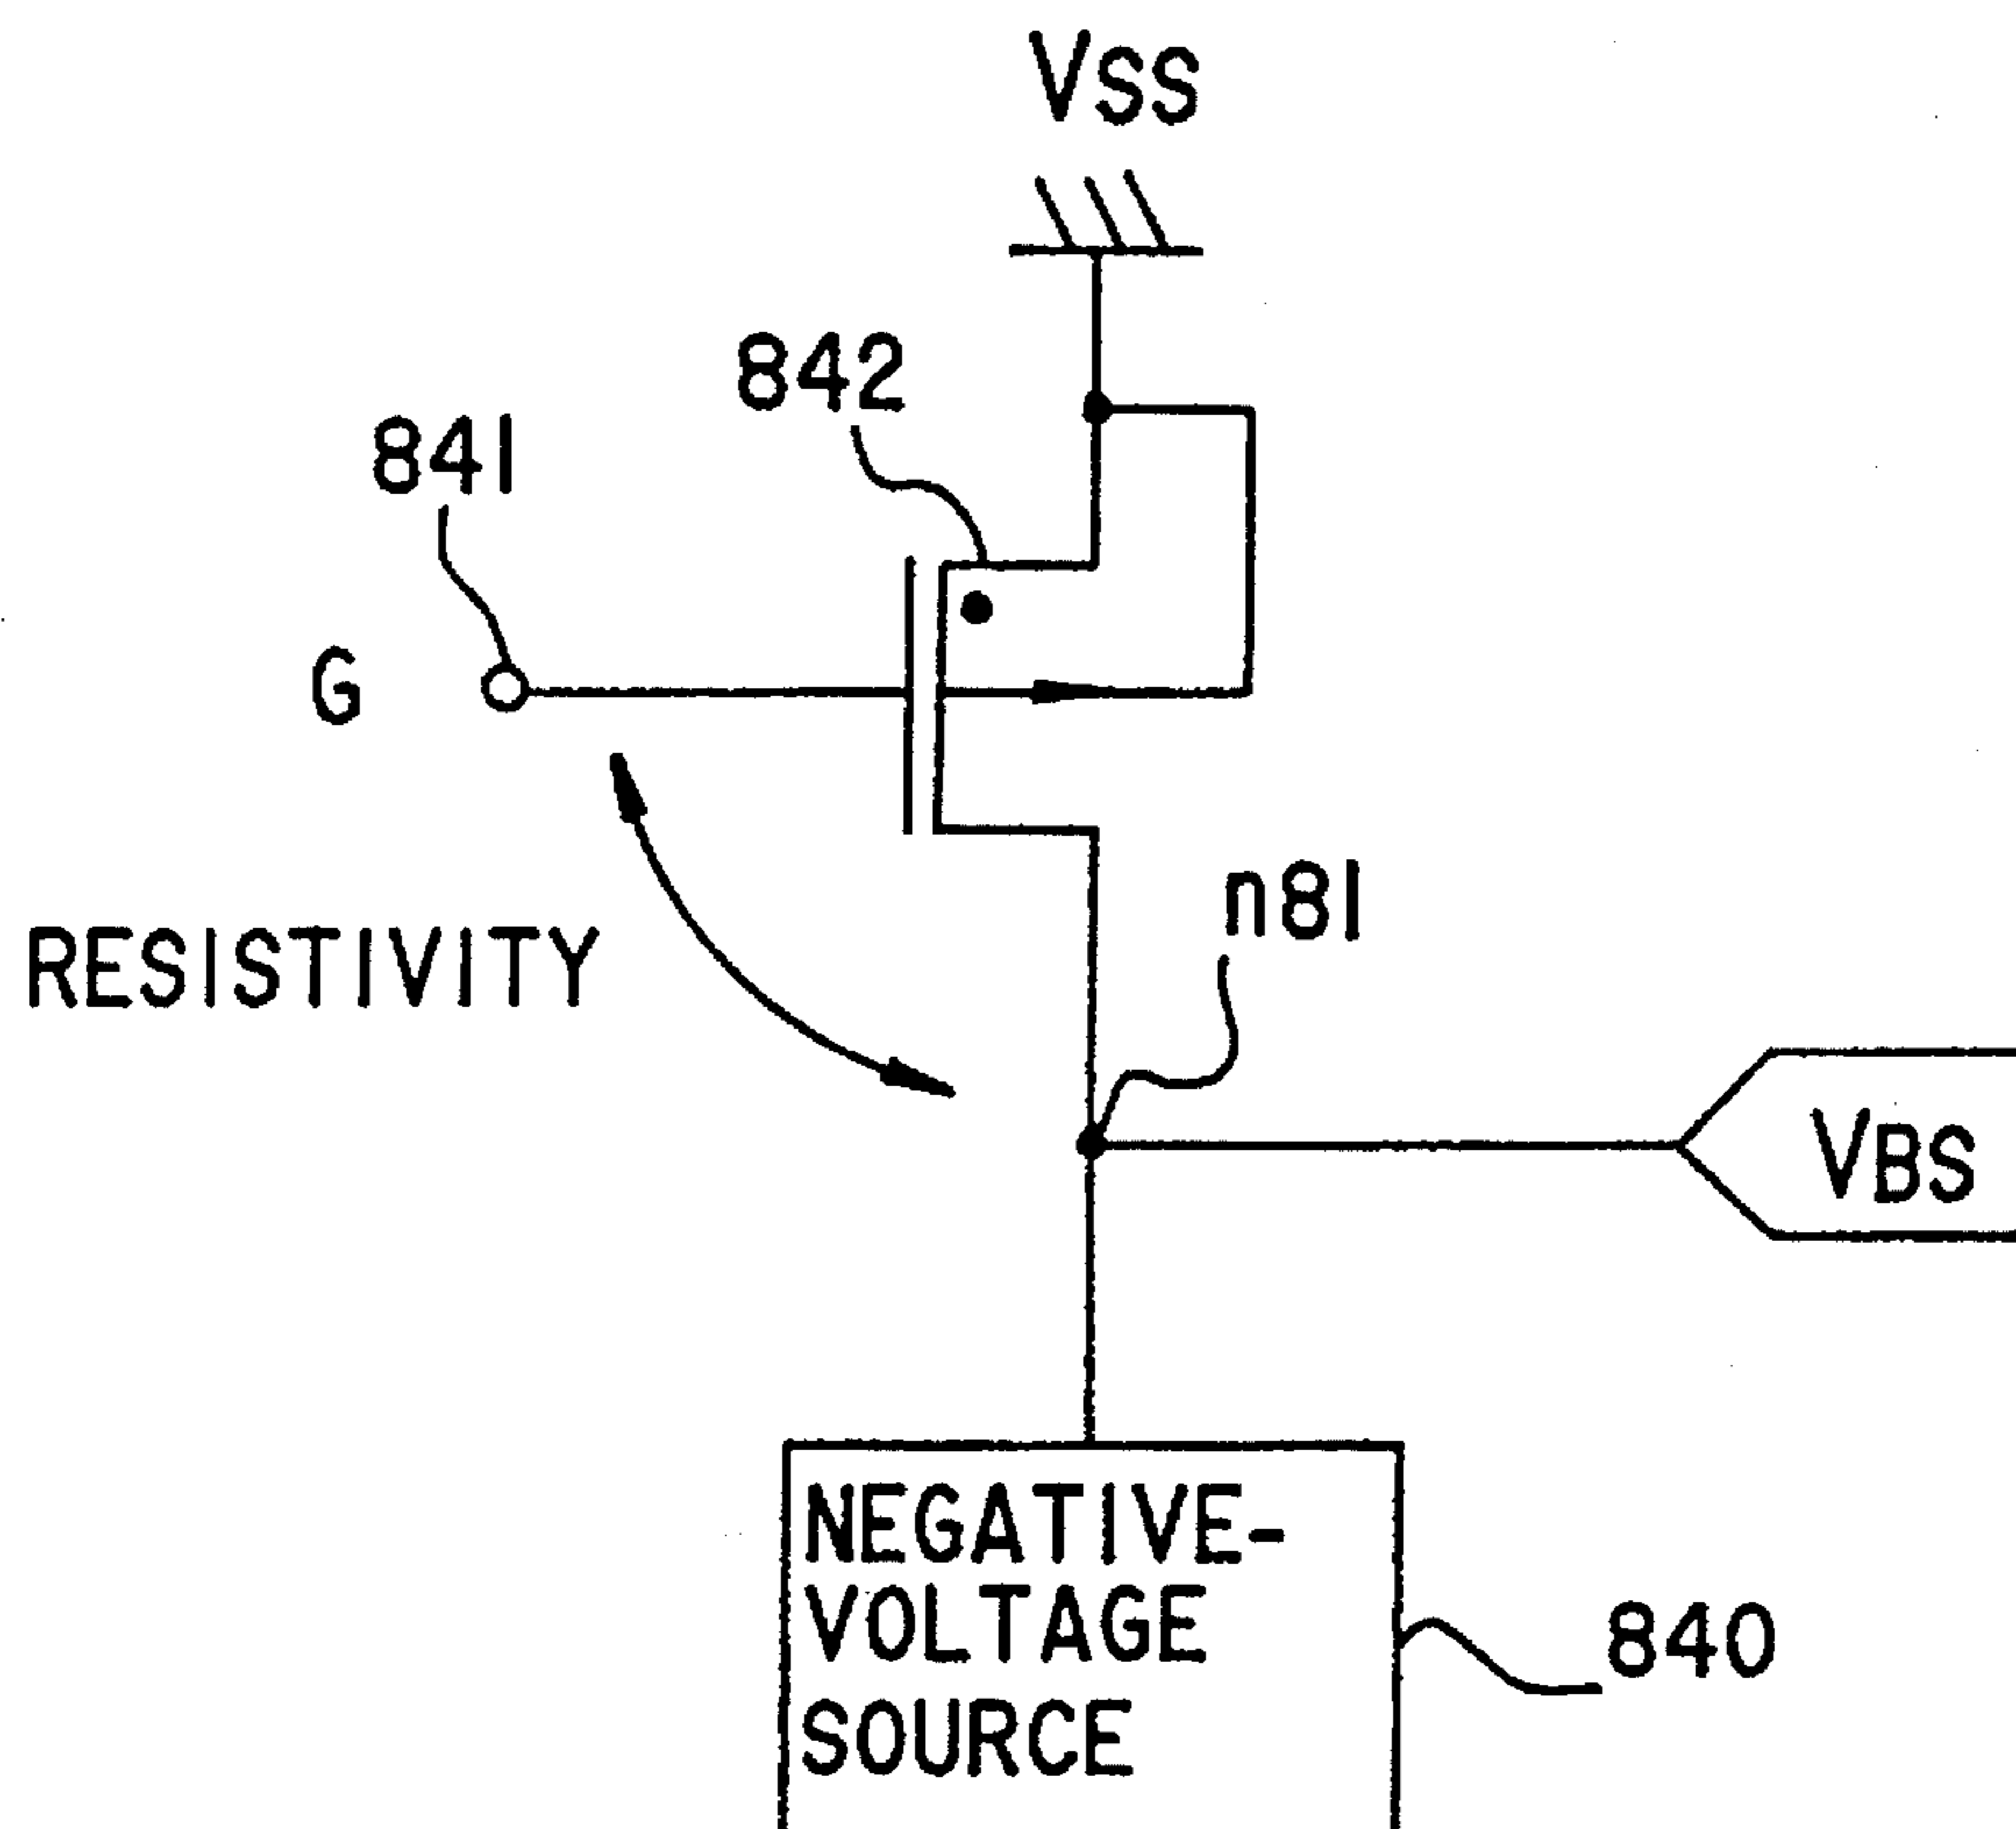 VSS
842
841
G
n81
RESISTIVITY
VBS
NEGATIVE-
VOLTAGE
SOURCE
840